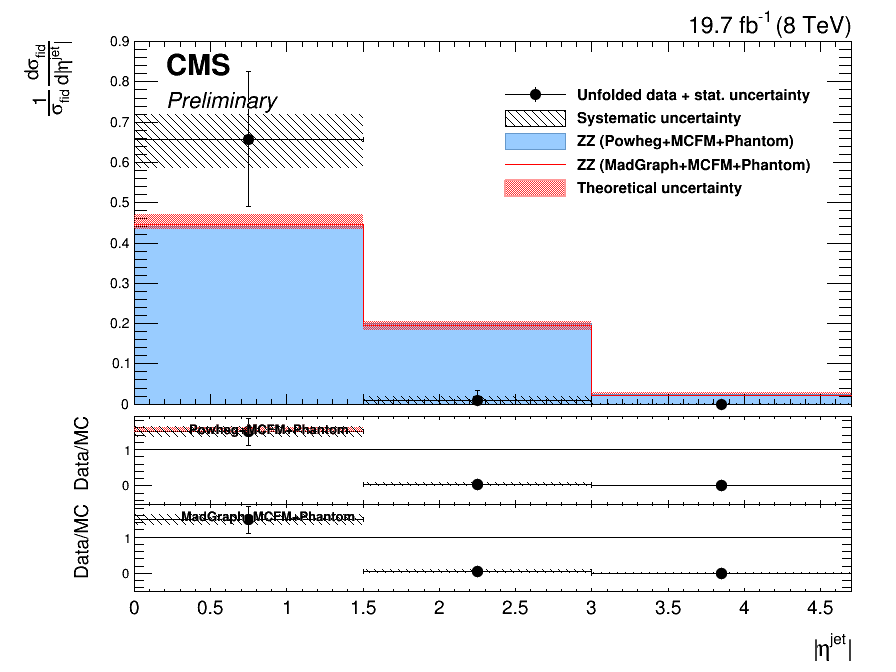 19.7 fb⁻¹ (8 TeV)
1/σfid dσfid/d|ηjet|
CMS
Preliminary
Unfolded data + stat. uncertainty
Systematic uncertainty
ZZ (Powheg+MCFM+Phantom)
ZZ (MadGraph+MCFM+Phantom)
Theoretical uncertainty
0.9
0.8
0.7
0.6
0.5
0.4
0.3
0.2
0.1
0
Data/MC
Powheg+MCFM+Phantom
1
0
Data/MC
MadGraph+MCFM+Phantom
1
0
0 0.5 1 1.5 2 2.5 3 3.5 4 4.5
|ηjet|